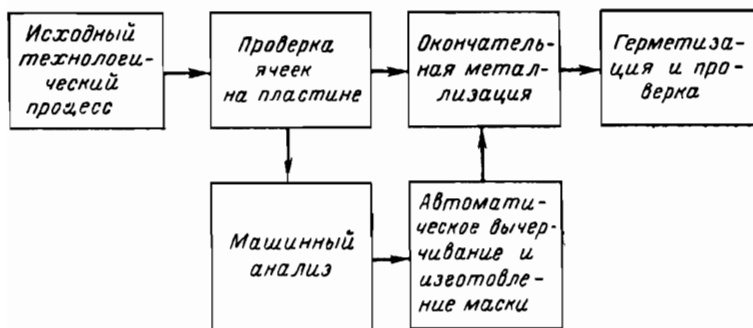 Исходный
технологи-
ческий
процесс
Проверка
ячеек
на пластине
Окончатель-
ная метал-
лизация
Герметиза-
ция и про-
верка
Машинный
анализ
Автомати-
ческое вычер-
чивание и
изготовле-
ние маски